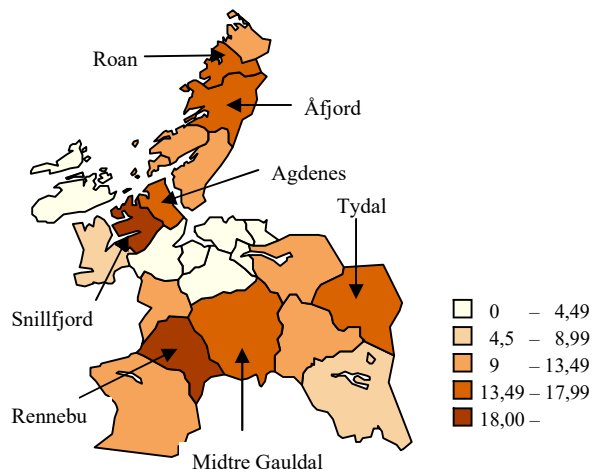 Roan
Åfjord
Agdenes
Tydal
Snillfjord
Rennebu
Midtre Gauldal
0 – 4,49
4,5 – 8,99
9 – 13,49
13,49 – 17,99
18,00 –